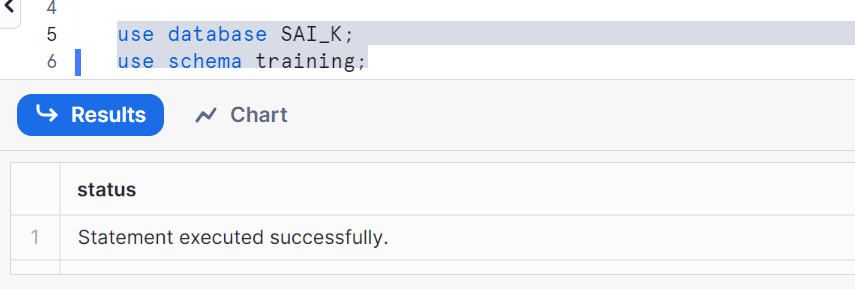 4
5 use database SAI_K;
6 use schema training;
Results Chart
status
1 Statement executed successfully.